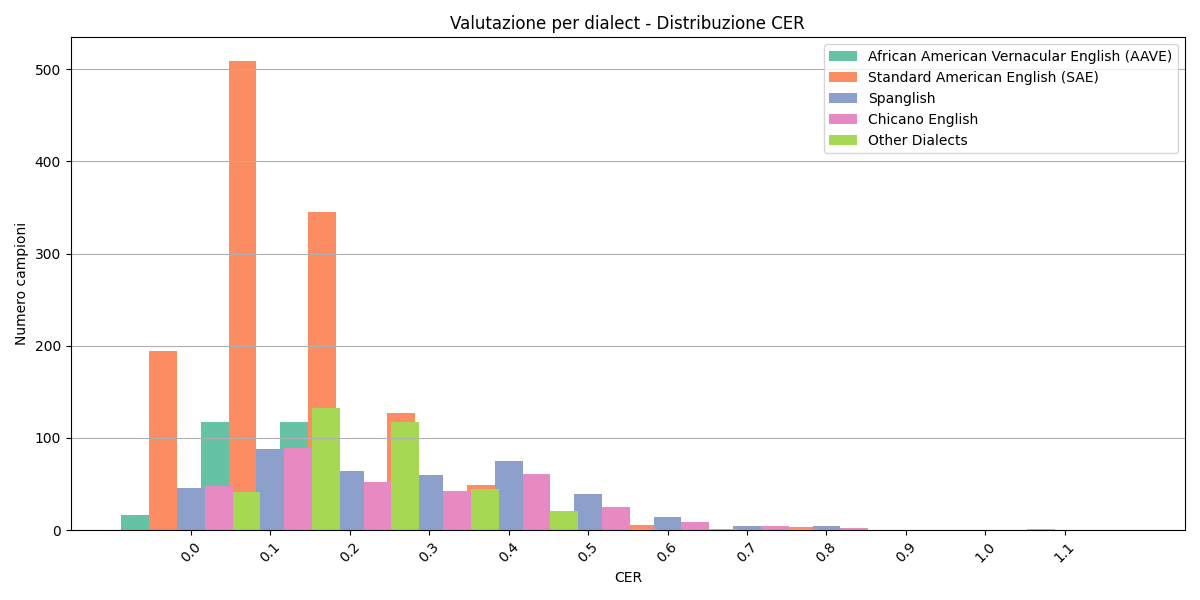 Valutazione per dialect - Distribuzione CER
African American Vernacular English (AAVE)
Standard American English (SAE)
Spanglish
Chicano English
Other Dialects
Numero campioni
500
400
300
200
100
0
0.0
0.1
0.2
0.3
0.4
0.5
0.6
0.7
0.8
0.9
1.0
1.1
CER